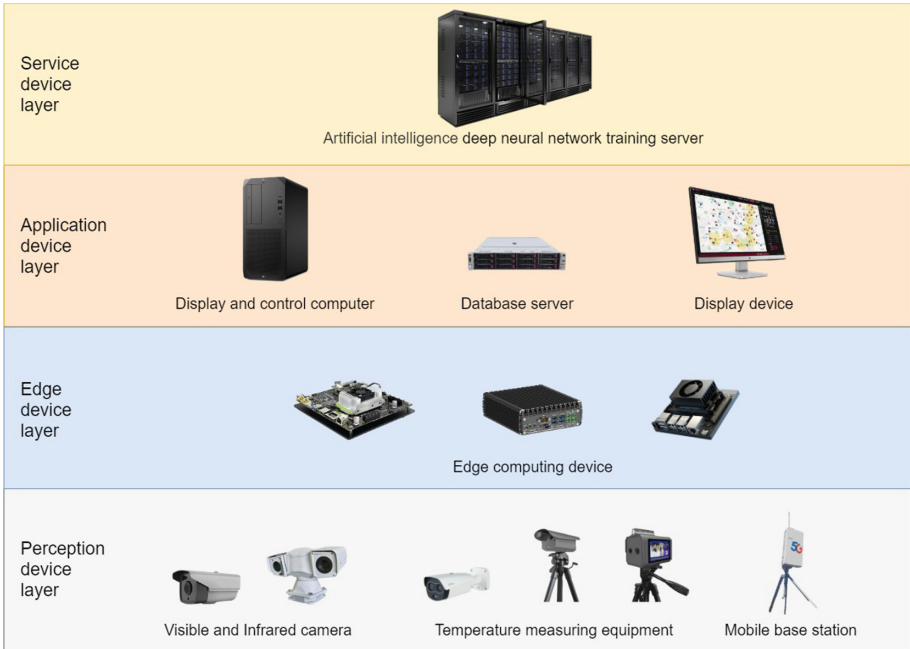 Service
device
layer
Artificial intelligence deep neural network training server
Application
device
layer
Display and control computer
Database server
Display device
Edge
device
layer
Edge computing device
Perception
device
layer
5G
Visible and Infrared camera
Temperature measuring equipment
Mobile base station